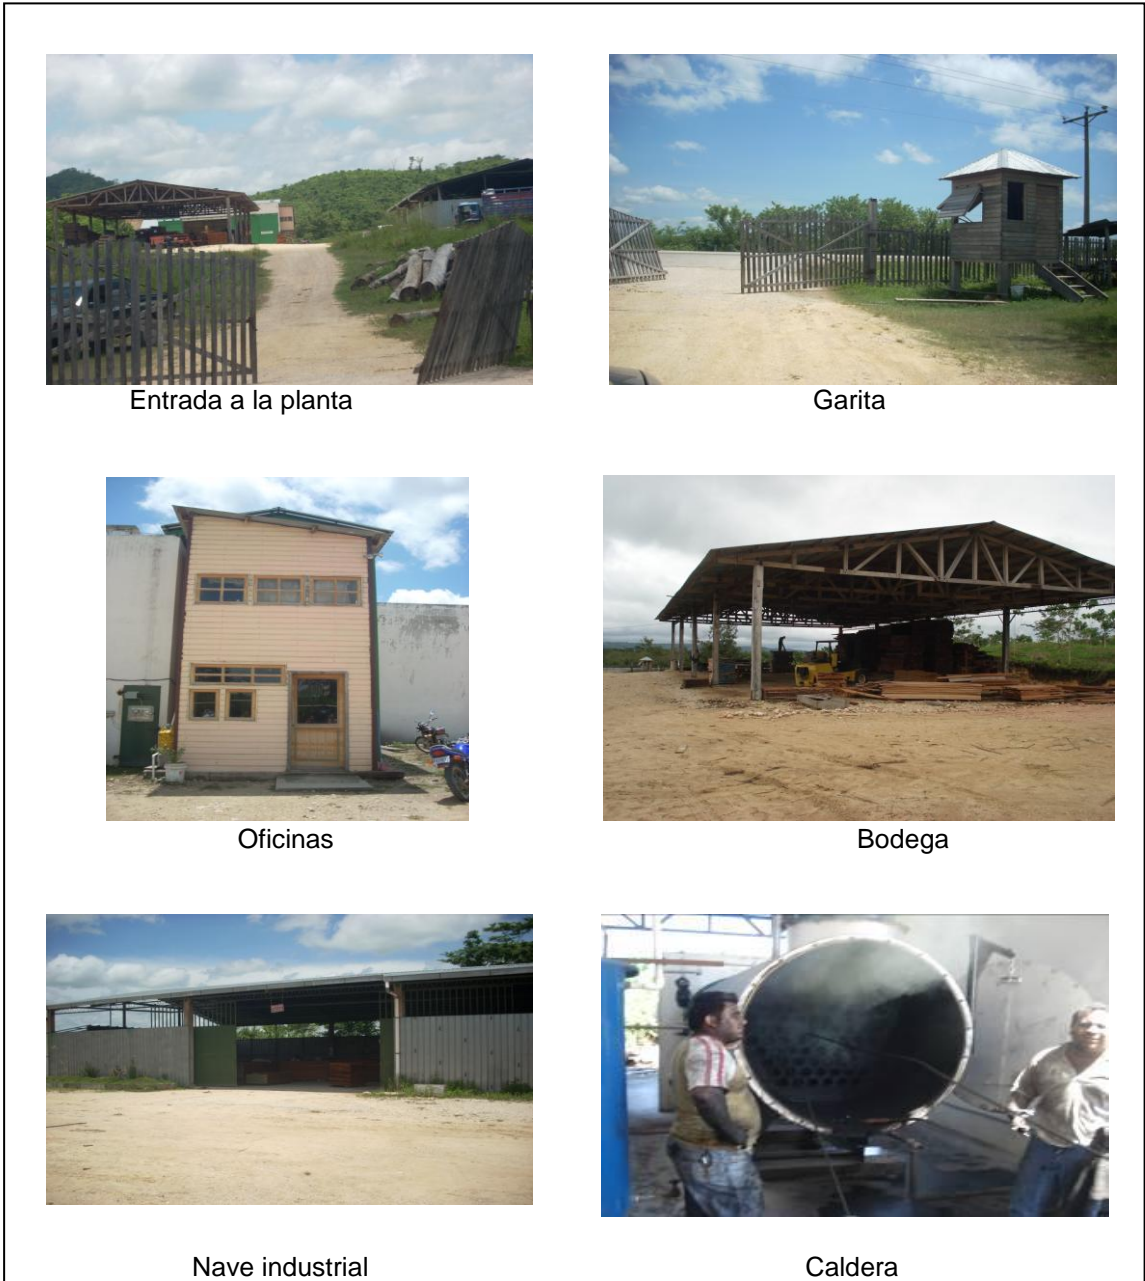 Entrada a la planta
Garita
Oficinas
Bodega
Nave industrial
Caldera